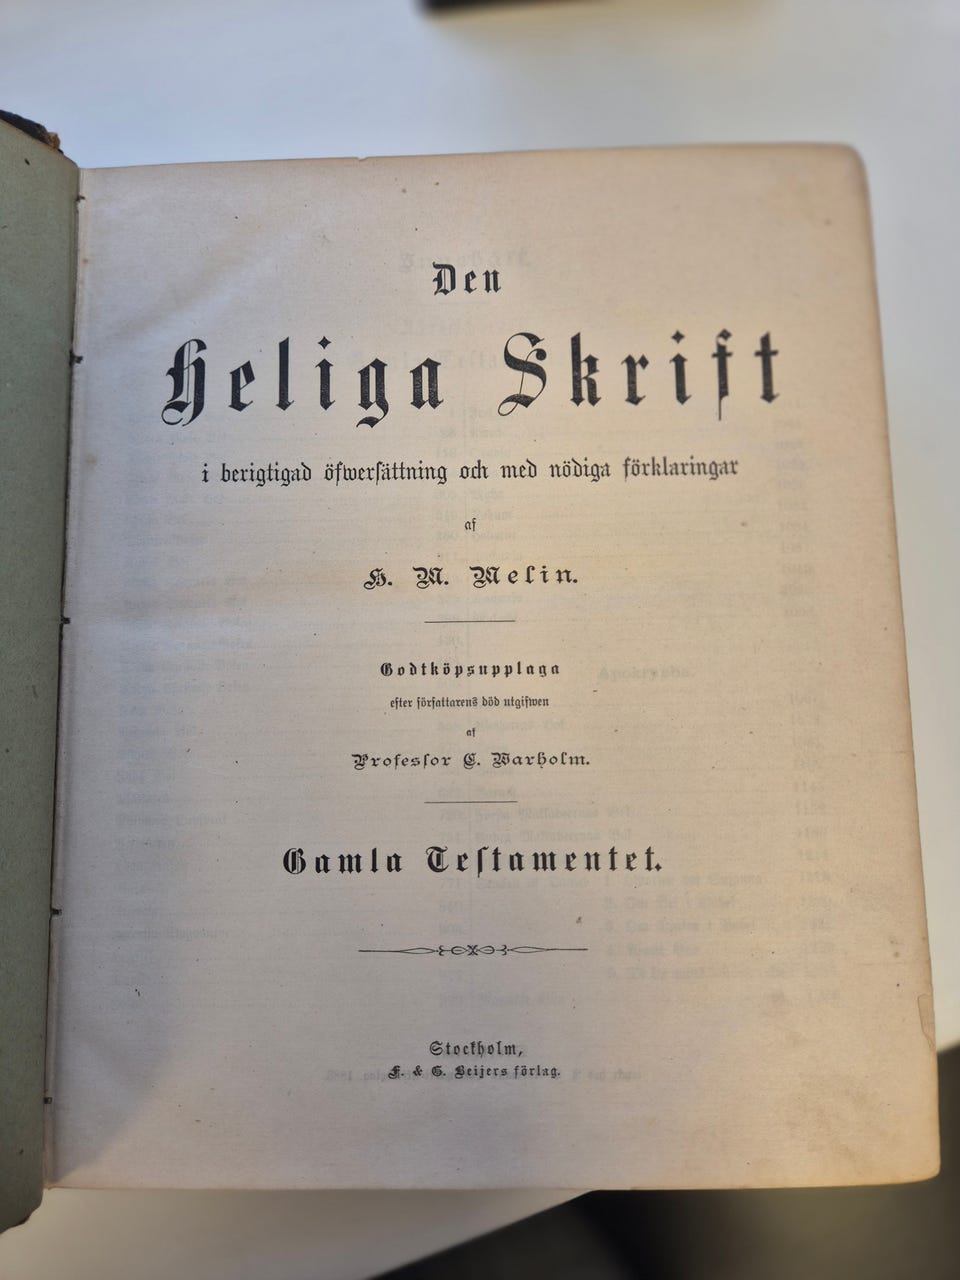 Den
Heliga Skrift
i berigtigad öfwersättning och med nödiga förklaringar
af
H. M. Melin.
Godtköpsupplaga
efter författarens död utgifwen
af
Professor C. Warholm.
Gamla Testamentet.
Stockholm,
F. & G. Beijers förlag.